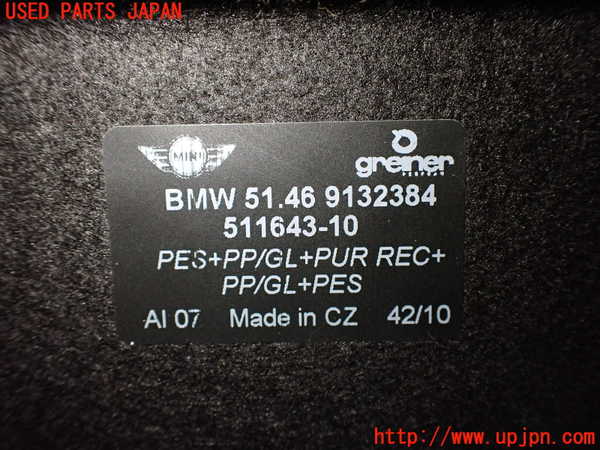 USED PARTS JAPAN
MINI
greiner
BMW 51.46 9132384
511643-10
PES+PP/GL+PUR REC+
PP/GL+PES
AI 07 Made in CZ 42/10
http://www.upjpn.com/